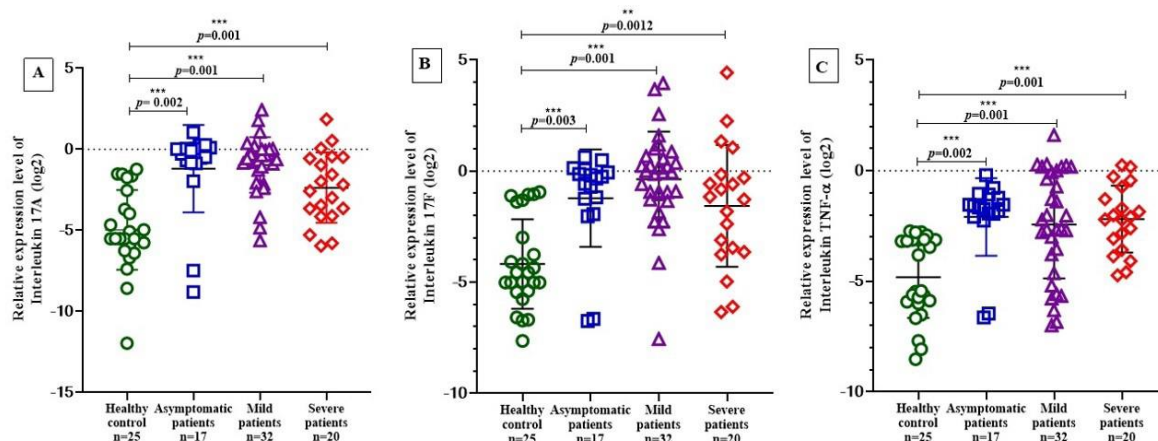 A
***
p=0.001
***
p=0.001
***
p= 0.002
Relative expression level of
Interleukin 17A (log2)
5
0
-5
-10
-15
Healthy
control
n=25
Asymptomatic
patients
n=17
Mild
patients
n=32
Severe
patients
n=20
B
**
p=0.0012
***
p=0.001
***
p=0.003
Relative expression level of
Interleukin 17F (log2)
5
0
-5
-10
Healthy
control
n=25
Asymptomatic
patients
n=17
Mild
patients
n=32
Severe
patients
n=20
C
***
p=0.001
***
p=0.001
***
p=0.002
Relative expression level of
Interleukin TNF-α (log2)
5
0
-5
-10
Healthy
control
n=25
Asymptomatic
patients
n=17
Mild
patients
n=32
Severe
patients
n=20